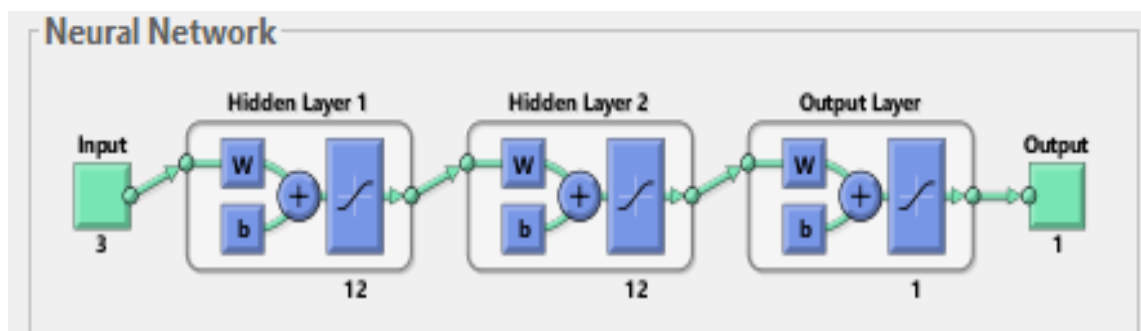 Neural Network
Hidden Layer 1 Hidden Layer 2 Output Layer
Input Output
W W W
+ + +
b b b
3 1
12 12 1